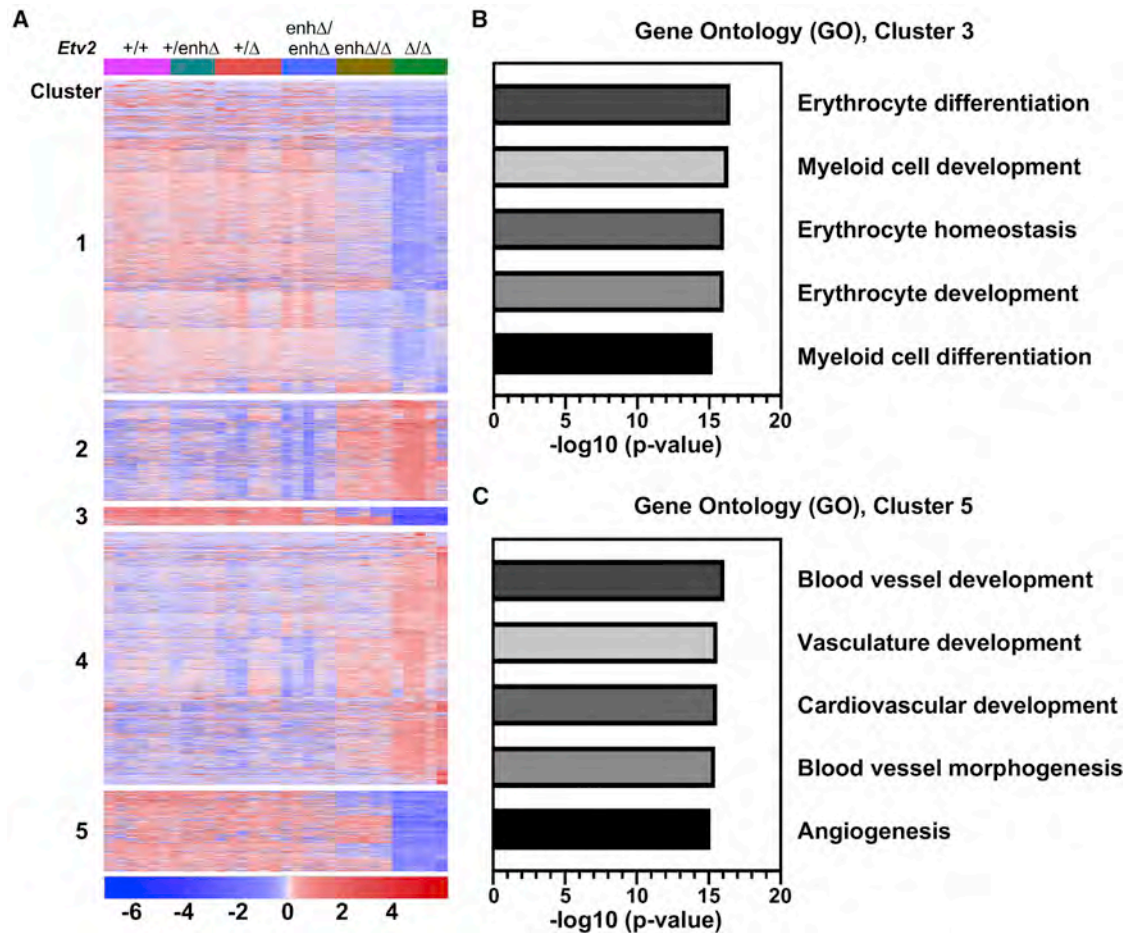 A
Etv2 +/+ +/enhΔ +/Δ enhΔ/enhΔ enhΔ/Δ Δ/Δ
Cluster
1
2
3
4
5
-6 -4 -2 0 2 4
B
Gene Ontology (GO), Cluster 3
Erythrocyte differentiation
Myeloid cell development
Erythrocyte homeostasis
Erythrocyte development
Myeloid cell differentiation
0 5 10 15 20
-log10 (p-value)
C
Gene Ontology (GO), Cluster 5
Blood vessel development
Vasculature development
Cardiovascular development
Blood vessel morphogenesis
Angiogenesis
0 5 10 15 20
-log10 (p-value)